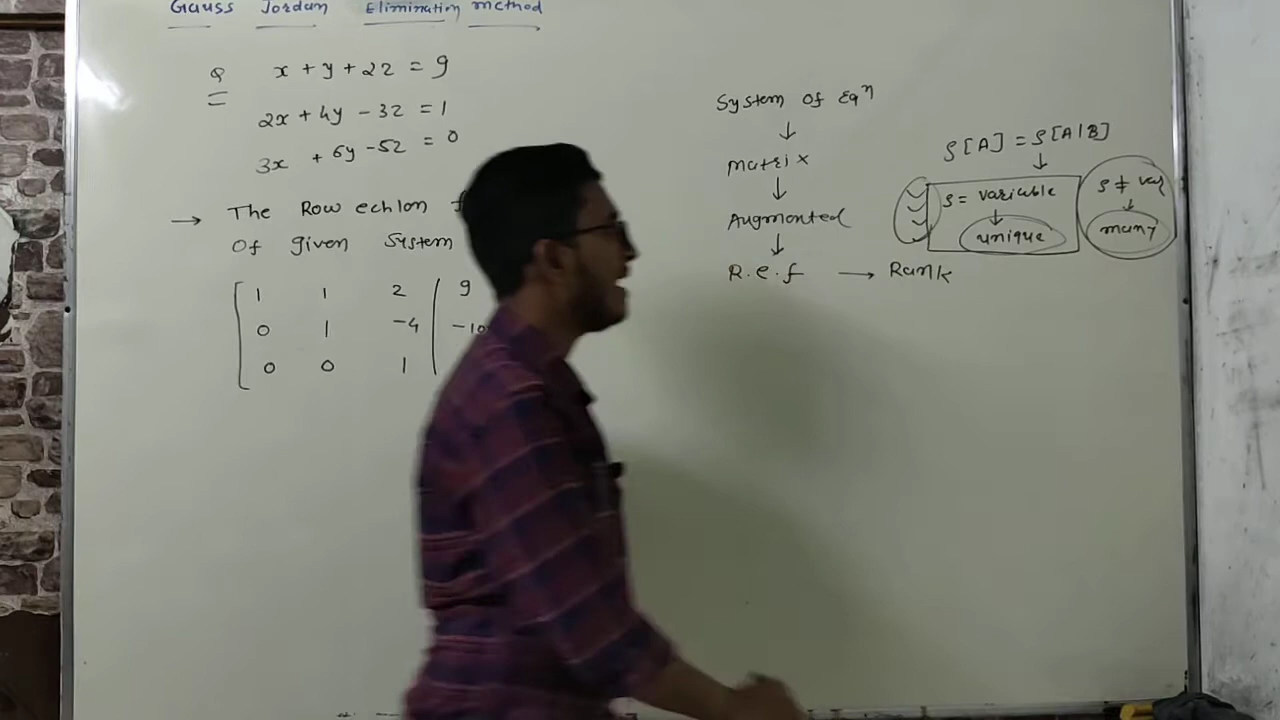 Gauss Jordan Elimination method
Q x + y + 2z = 9
2x + 4y - 3z = 1
3x + 6y - 5z = 0
→ The Row echlon
of given System
1 1 2 | 9
0 1 -4 | -10
0 0 1 |
System of Eqⁿ
↓
Matrix
↓
Augmonted
↓
R.e.f → Rank
ρ[A] = ρ[A|B]
↓
ρ = variable
↓
unique
ρ ≠ var
↓
many